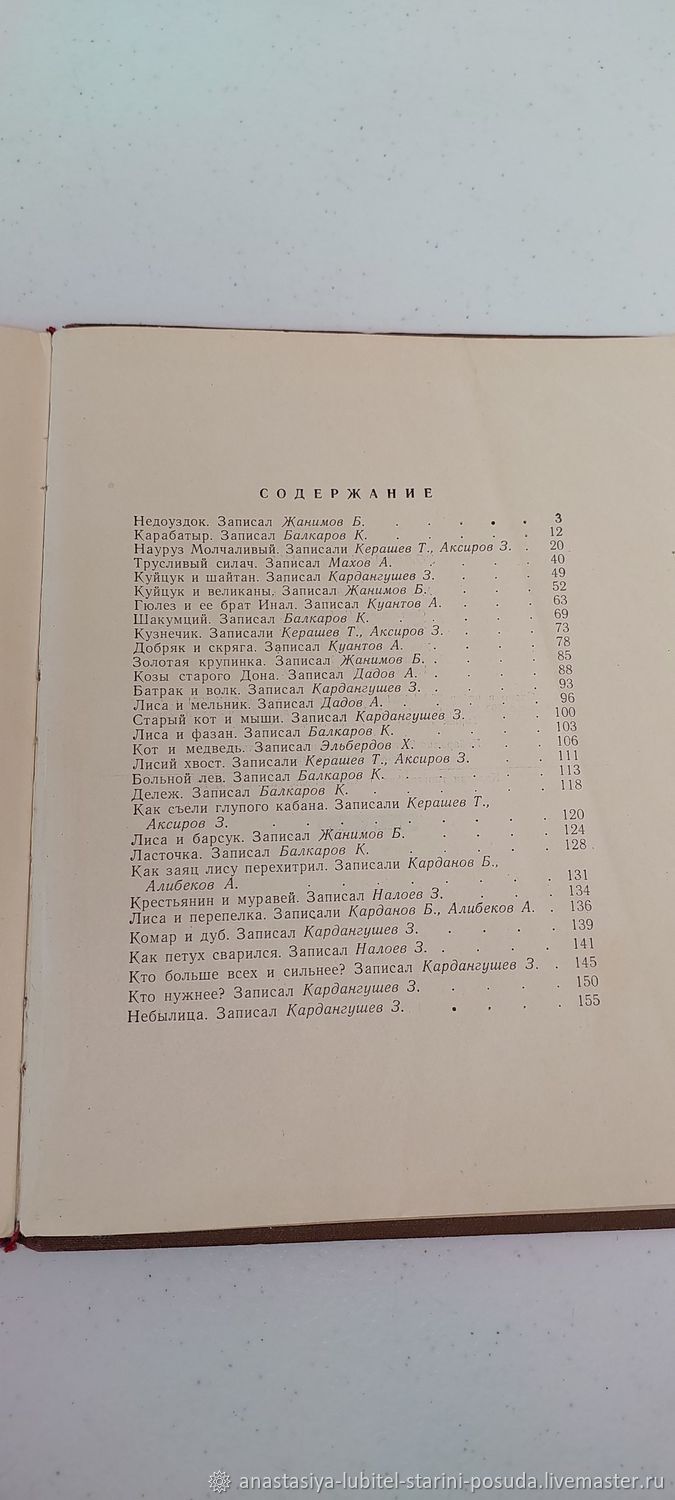 СОДЕРЖАНИЕ
Недоуздок. Записал Жанимов Б. . . . . . 3
Карабатыр. Записал Балкаров К. . . . . . 12
Науруз Молчаливый. Записали Керашев Т., Аксиров З. . 20
Трусливый силач. Записал Махов А. . . . . 40
Куйцук и шайтан. Записал Кардангушев З. . . . 49
Куйцук и великаны. Записал Жанимов Б. . . . 52
Гюлез и ее брат Инал. Записал Куантов А. . . . 63
Шакумций. Записал Балкаров К. . . . . 69
Кузнечик. Записали Керашев Т., Аксиров З. . . . 73
Добряк и скряга. Записал Куантов А. . . . . 78
Золотая крупинка. Записал Жанимов Б. . . . . 85
Козы старого Дона. Записал Дадов А. . . . . 88
Батрак и волк. Записал Кардангушев З. . . . . 93
Лиса и мельник. Записал Дадов А. . . . . 96
Старый кот и мыши. Записал Кардангушев З. . . . 100
Лиса и фазан. Записал Балкаров К. . . . . 103
Кот и медведь. Записал Эльбердов Х. . . . . 106
Лисий хвост. Записали Керашев Т., Аксиров З. . . . 111
Больной лев. Записал Балкаров К. . . . . . 113
Дележ. Записал Балкаров К. . . . . . 118
Как съели глупого кабана. Записали Керашев Т.,
Аксиров З. . . . . . . . . . 120
Лиса и барсук. Записал Жанимов Б. . . . . 124
Ласточка. Записал Балкаров К. . . . . 128
Как заяц лису перехитрил. Записали Карданов Б.,
Алибеков А. . . . . . . . . . 131
Крестьянин и муравей. Записал Налоев З. . . . 134
Лиса и перепелка. Записали Карданов Б., Алибеков А. . 136
Комар и дуб. Записал Кардангушев З. . . . . 139
Как петух сварился. Записал Налоев З. . . . . 141
Кто больше всех и сильнее? Записал Кардангушев З. . 145
Кто нужнее? Записал Кардангушев З. . . . . 150
Небылица. Записал Кардангушев З. . . . . 155
anastasiya-lubitel-starini-posuda.livemaster.ru